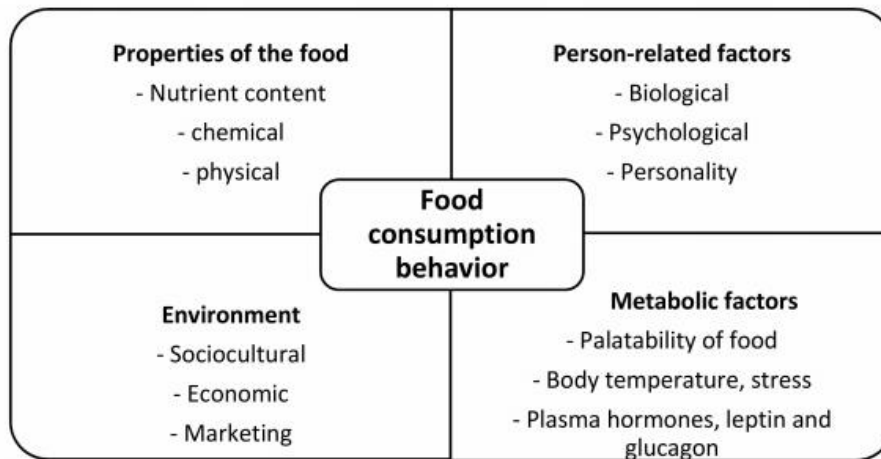 Properties of the food
- Nutrient content
- chemical
- physical
Person-related factors
- Biological
- Psychological
- Personality
Food
consumption
behavior
Environment
- Sociocultural
- Economic
- Marketing
Metabolic factors
- Palatability of food
- Body temperature, stress
- Plasma hormones, leptin and
glucagon